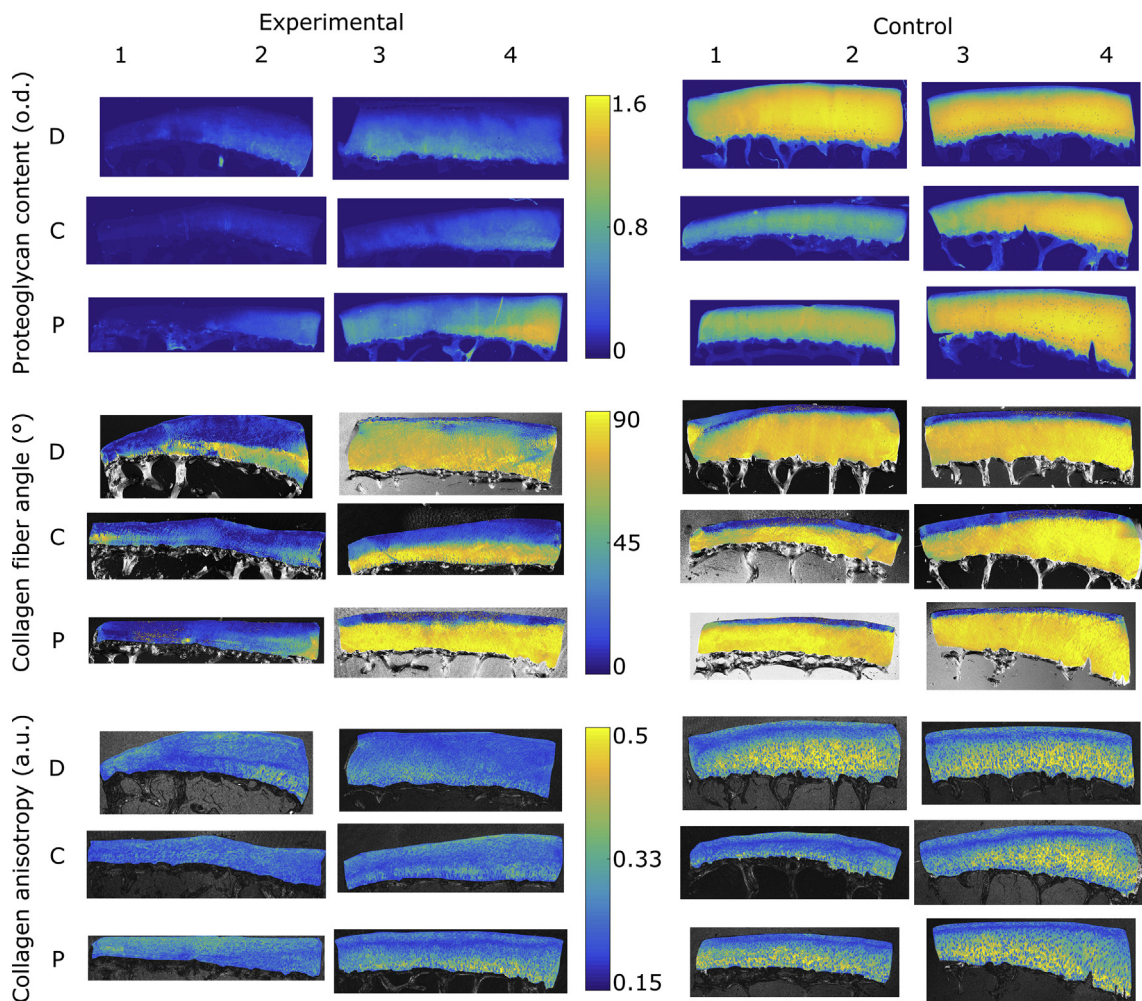 Experimental
Control
1 2 3 4
1 2 3 4
Proteoglycan content (o.d.)
D
C
P
1.6
0.8
0
Collagen fiber angle (°)
D
C
P
90
45
0
Collagen anisotropy (a.u.)
D
C
P
0.5
0.33
0.15